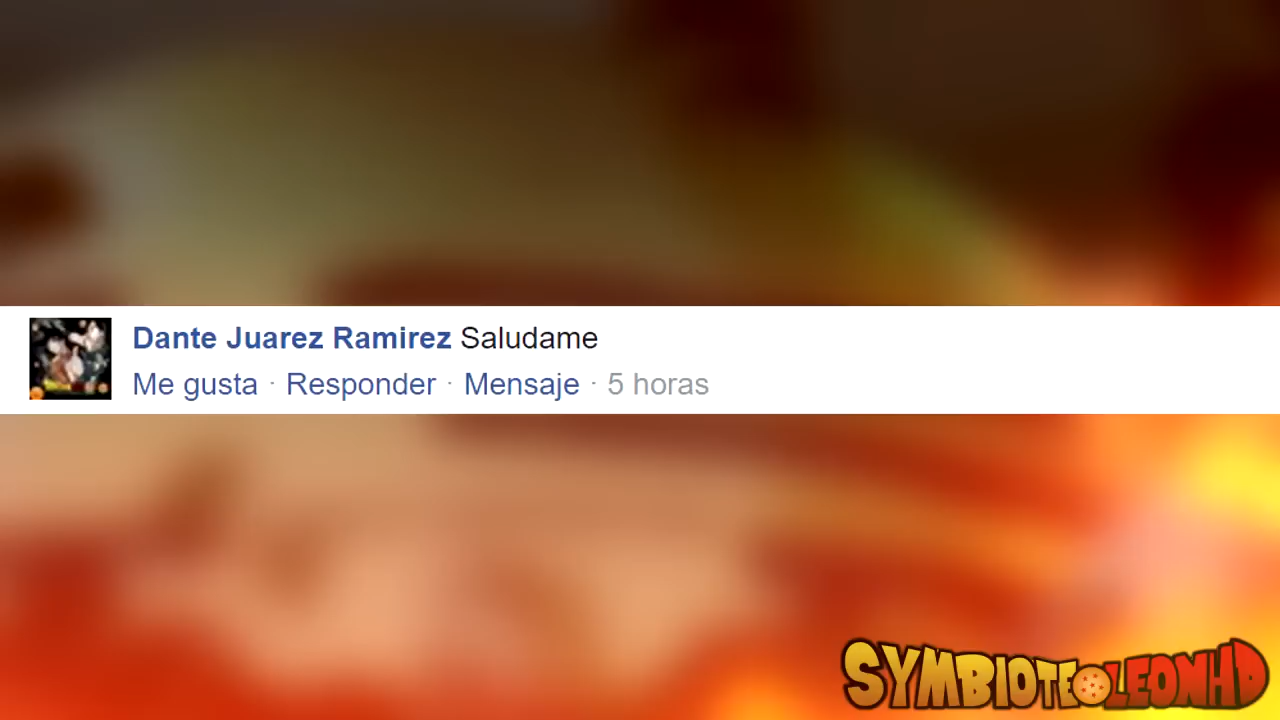 Dante Juarez Ramirez Saludame
Me gusta · Responder · Mensaje · 5 horas
SYMBIOTELEONHD